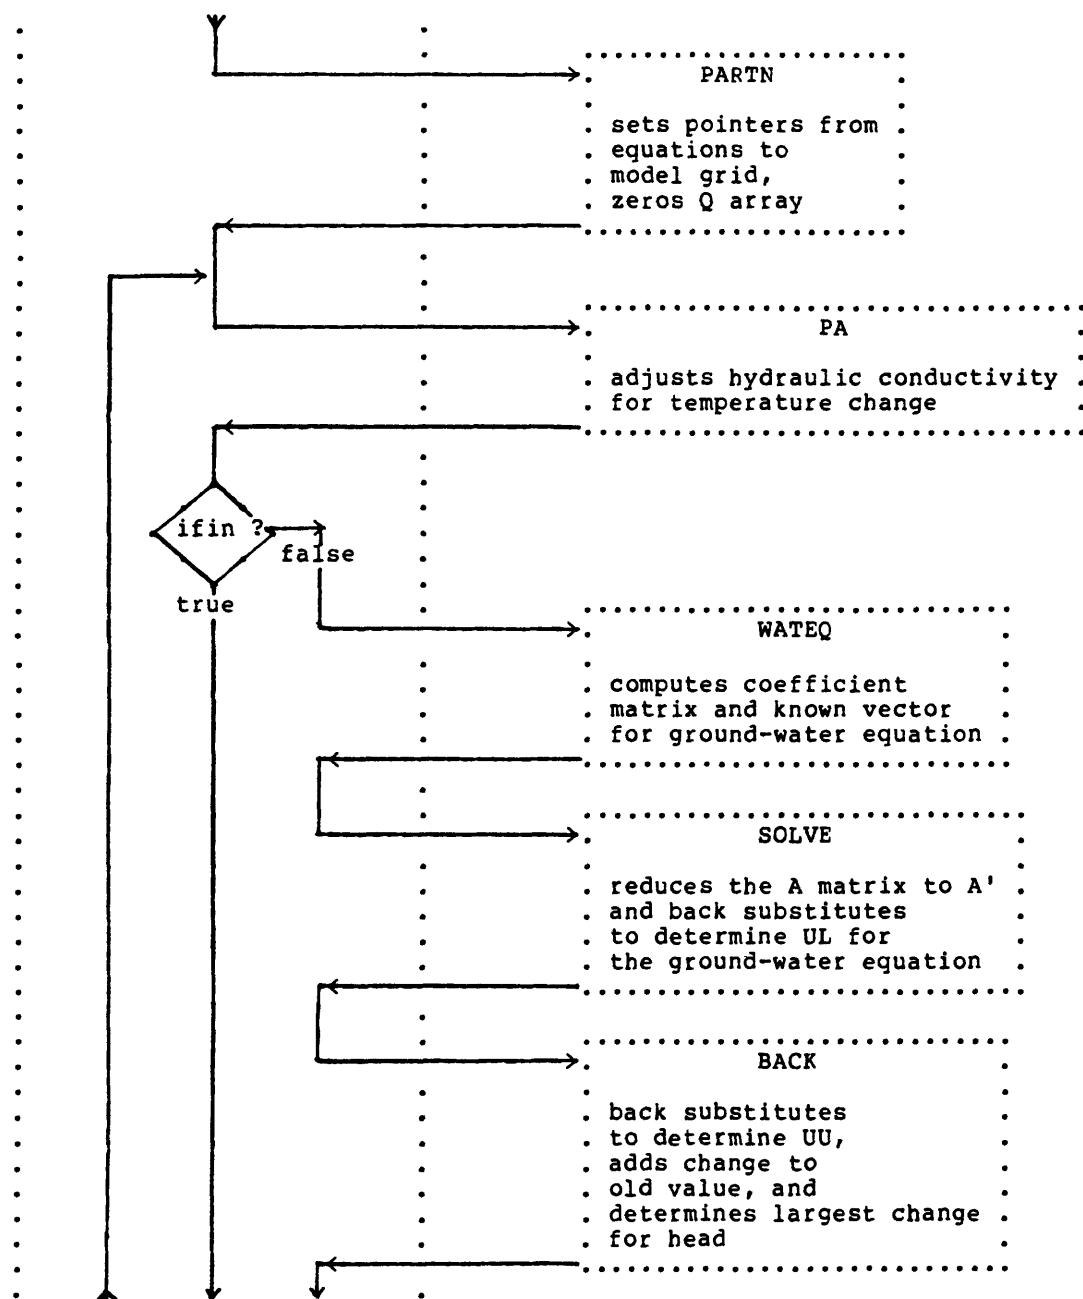 PARTN
sets pointers from
equations to
model grid,
zeros Q array
PA
adjusts hydraulic conductivity
for temperature change
ifin ?
false
true
WATEQ
computes coefficient
matrix and known vector
for ground-water equation
SOLVE
reduces the A matrix to A'
and back substitutes
to determine UL for
the ground-water equation
BACK
back substitutes
to determine UU,
adds change to
old value, and
determines largest change
for head